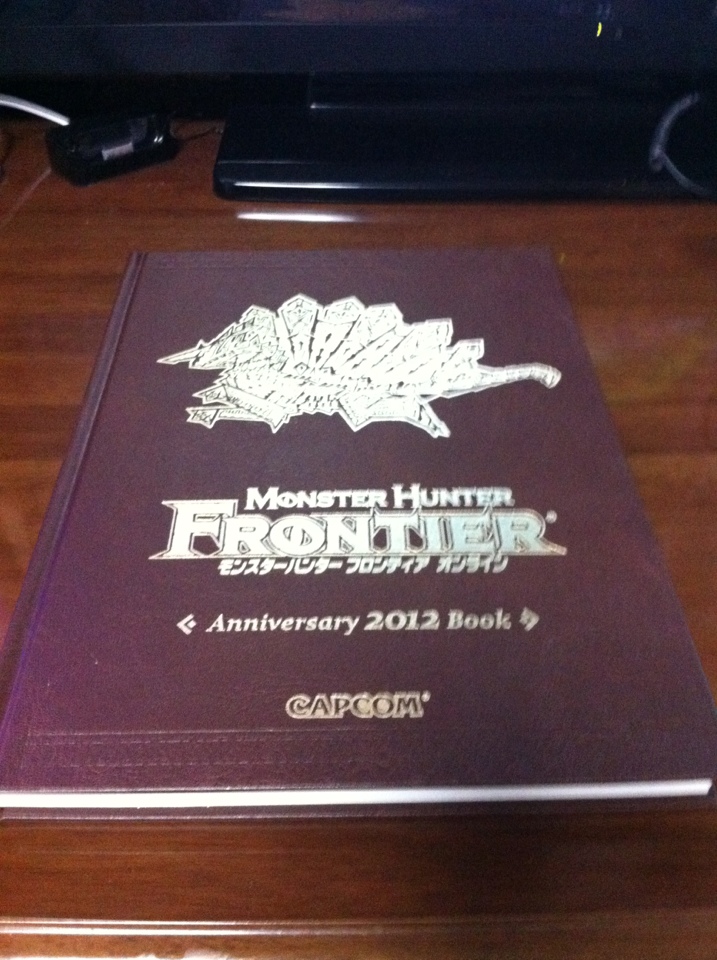 MONSTER HUNTER
FRONTIER®
モンスターハンター フロンティア オンライン
Anniversary 2012 Book
CAPCOM®